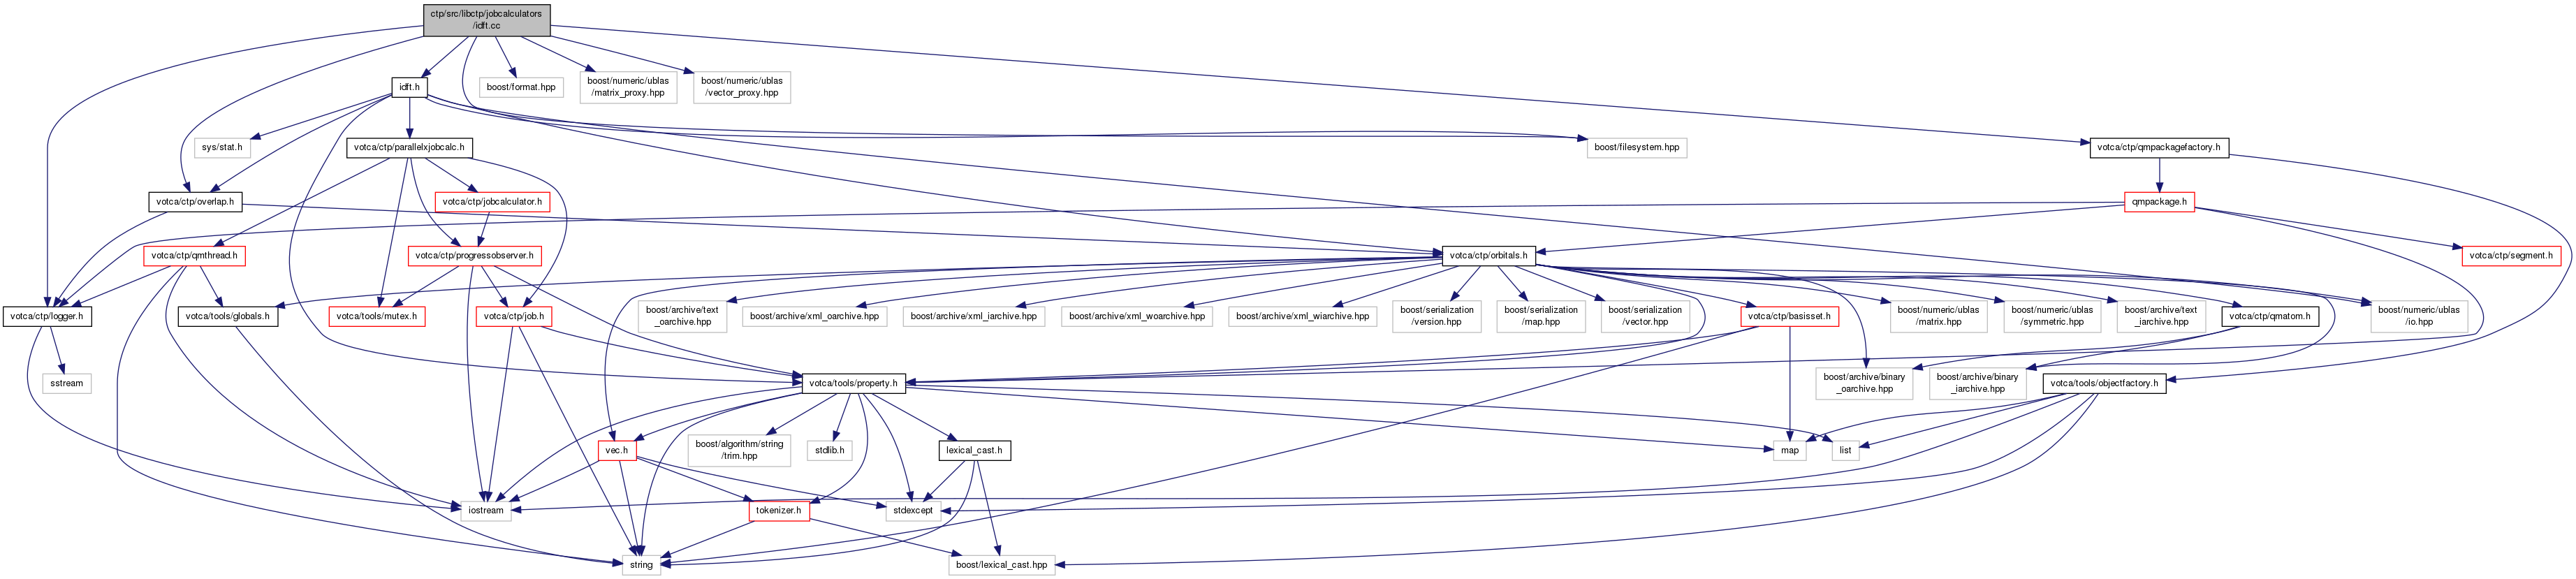 ctp/src/libctp/jobcalculators
/idft.cc
idft.h
boost/format.hpp
boost/numeric/ublas
/matrix_proxy.hpp
boost/numeric/ublas
/vector_proxy.hpp
sys/stat.h
votca/ctp/parallelxjobcalc.h
boost/filesystem.hpp
votca/ctp/qmpackagefactory.h
votca/ctp/overlap.h
votca/ctp/jobcalculator.h
qmpackage.h
votca/ctp/qmthread.h
votca/ctp/progressobserver.h
votca/ctp/orbitals.h
votca/ctp/segment.h
votca/ctp/logger.h
votca/tools/globals.h
votca/tools/mutex.h
votca/ctp/job.h
boost/archive/text
_oarchive.hpp
boost/archive/xml_oarchive.hpp
boost/archive/xml_iarchive.hpp
boost/archive/xml_woarchive.hpp
boost/archive/xml_wiarchive.hpp
boost/serialization
/version.hpp
boost/serialization
/map.hpp
boost/serialization
/vector.hpp
votca/ctp/basisset.h
boost/numeric/ublas
/matrix.hpp
boost/numeric/ublas
/symmetric.hpp
boost/archive/text
_iarchive.hpp
votca/ctp/qmatom.h
boost/numeric/ublas
/io.hpp
sstream
votca/tools/property.h
boost/archive/binary
_oarchive.hpp
boost/archive/binary
_iarchive.hpp
votca/tools/objectfactory.h
vec.h
boost/algorithm/string
/trim.hpp
stdlib.h
lexical_cast.h
map
list
iostream
tokenizer.h
stdexcept
string
boost/lexical_cast.hpp